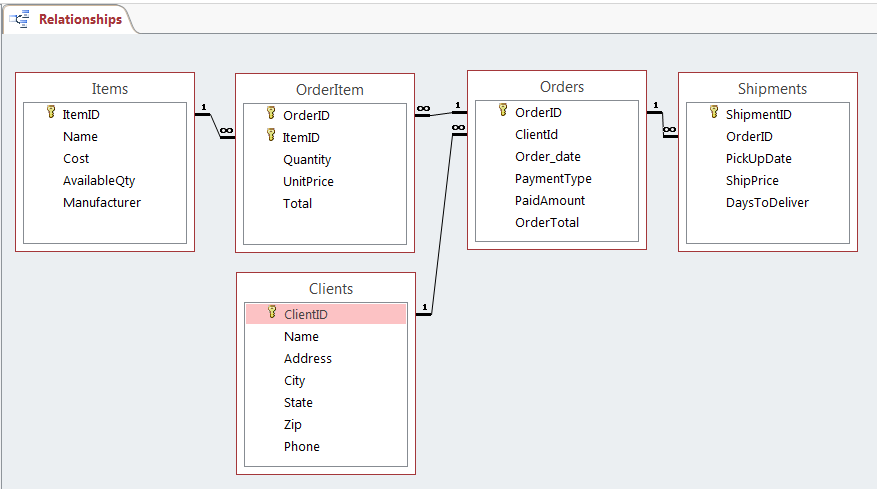 Relationships
Items
ItemID
Name
Cost
AvailableQty
Manufacturer
1
∞
OrderItem
OrderID
ItemID
Quantity
UnitPrice
Total
∞
1
∞
Orders
OrderID
ClientId
Order_date
PaymentType
PaidAmount
OrderTotal
1
∞
Shipments
ShipmentID
OrderID
PickUpDate
ShipPrice
DaysToDeliver
Clients
ClientID
Name
Address
City
State
Zip
Phone
1